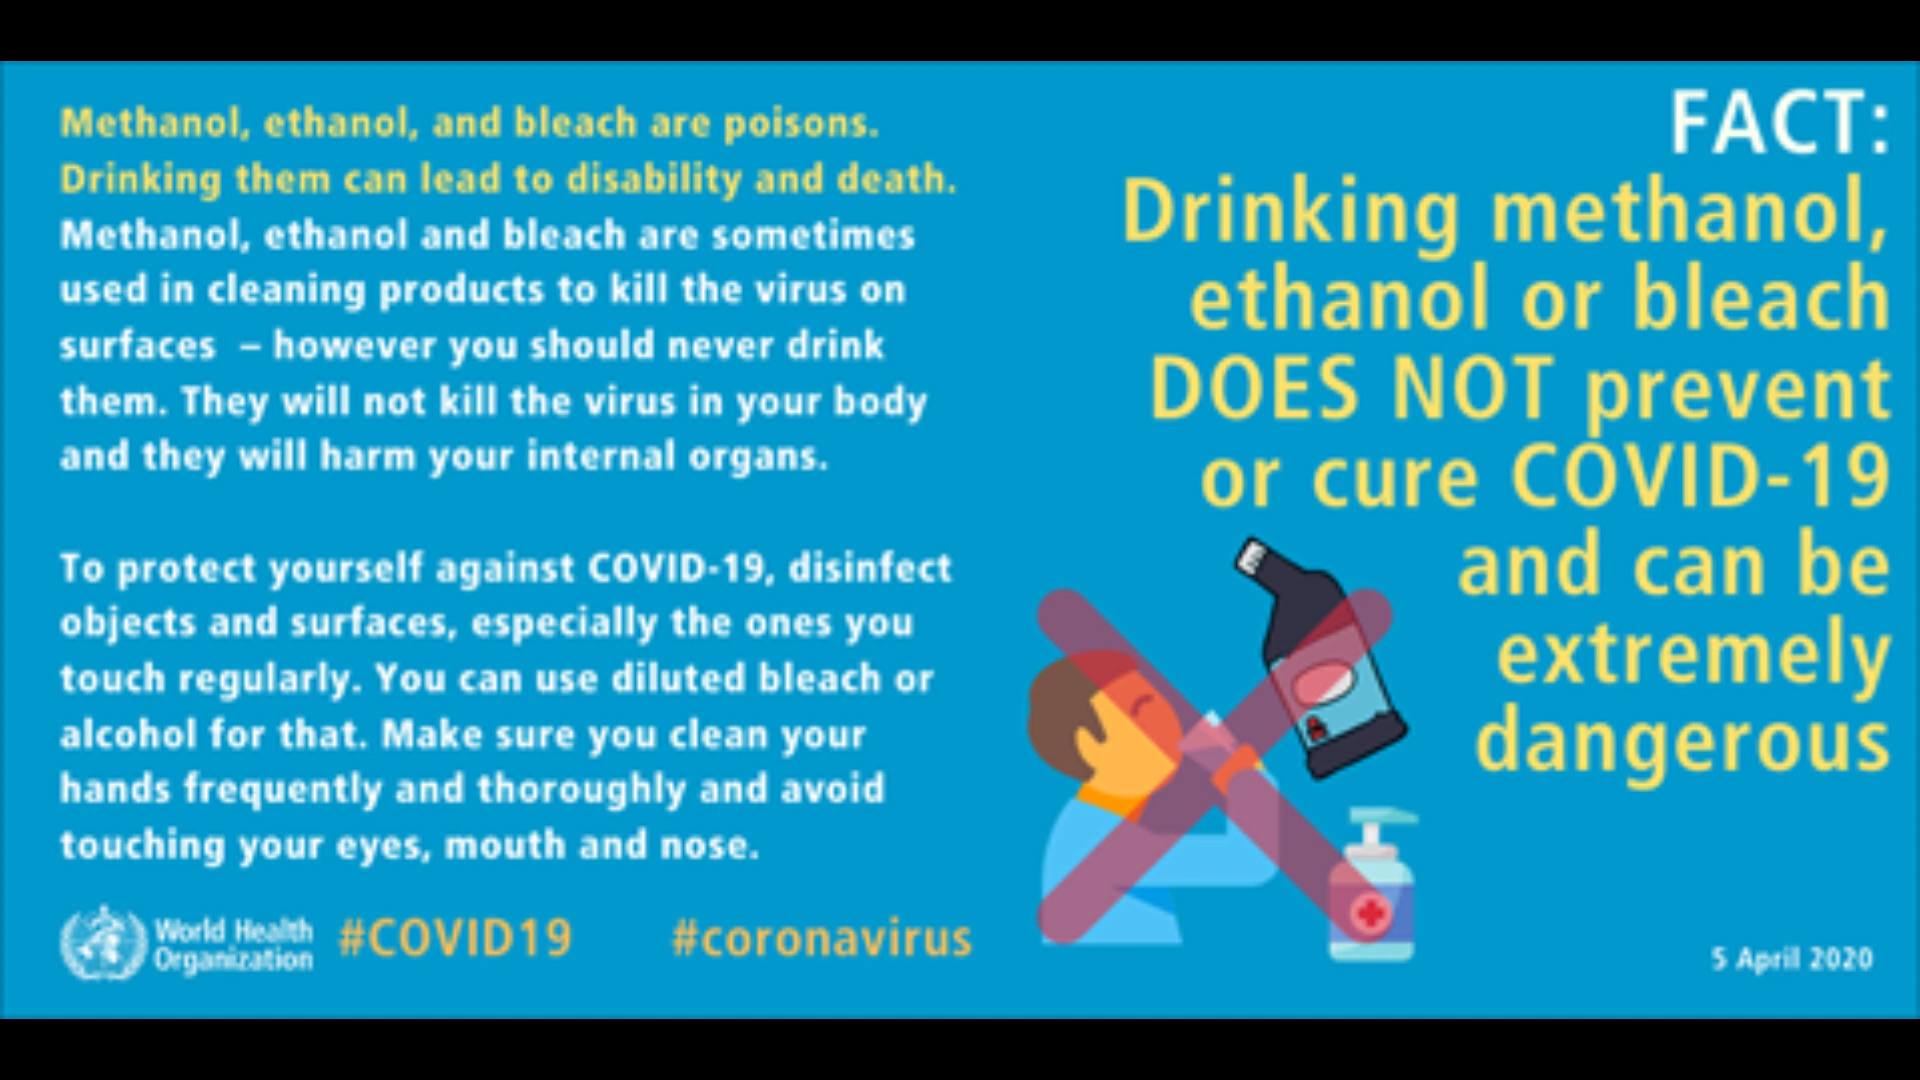 Methanol, ethanol, and bleach are poisons.
Drinking them can lead to disability and death.
Methanol, ethanol and bleach are sometimes
used in cleaning products to kill the virus on
surfaces – however you should never drink
them. They will not kill the virus in your body
and they will harm your internal organs.
To protect yourself against COVID-19, disinfect
objects and surfaces, especially the ones you
touch regularly. You can use diluted bleach or
alcohol for that. Make sure you clean your
hands frequently and thoroughly and avoid
touching your eyes, mouth and nose.
World Health
Organization
#COVID19 #coronavirus
FACT:
Drinking methanol,
ethanol or bleach
DOES NOT prevent
or cure COVID-19
and can be
extremely
dangerous
5 April 2020